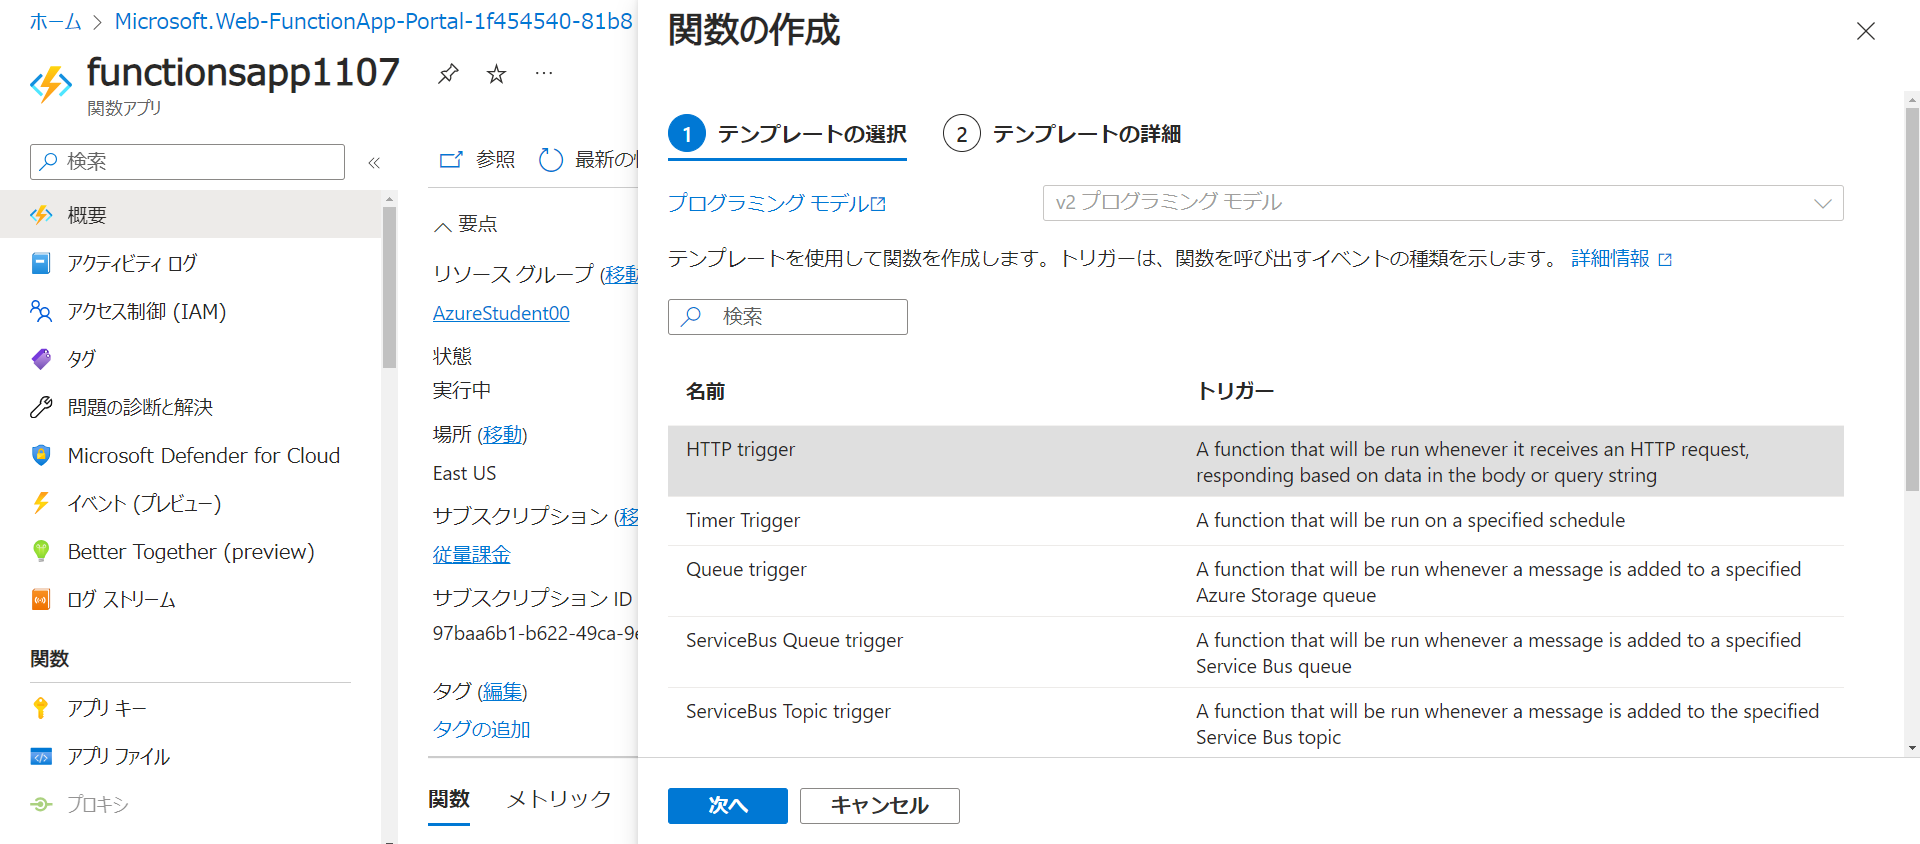 ホーム > Microsoft.Web-FunctionApp-Portal-1f454540-81b8
functionsapp1107
関数アプリ
検索
概要
アクティビティ ログ
アクセス制御 (IAM)
タグ
問題の診断と解決
Microsoft Defender for Cloud
イベント (プレビュー)
Better Together (preview)
ログ ストリーム
関数
アプリ キー
アプリ ファイル
プロキシ
参照
最新の
要点
リソース グループ (移動
AzureStudent00
状態
実行中
場所 (移動)
East US
サブスクリプション (移
従量課金
サブスクリプション ID
97baa6b1-b622-49ca-9e
タグ (編集)
タグの追加
関数 メトリック
関数の作成
1 テンプレートの選択 2 テンプレートの詳細
プログラミング モデル v2 プログラミング モデル
テンプレートを使用して関数を作成します。トリガーは、関数を呼び出すイベントの種類を示します。 詳細情報
検索
名前 トリガー
HTTP trigger A function that will be run whenever it receives an HTTP request,
responding based on data in the body or query string
Timer Trigger A function that will be run on a specified schedule
Queue trigger A function that will be run whenever a message is added to a specified
Azure Storage queue
ServiceBus Queue trigger A function that will be run whenever a message is added to a specified
Service Bus queue
ServiceBus Topic trigger A function that will be run whenever a message is added to the specified
Service Bus topic
次へ キャンセル